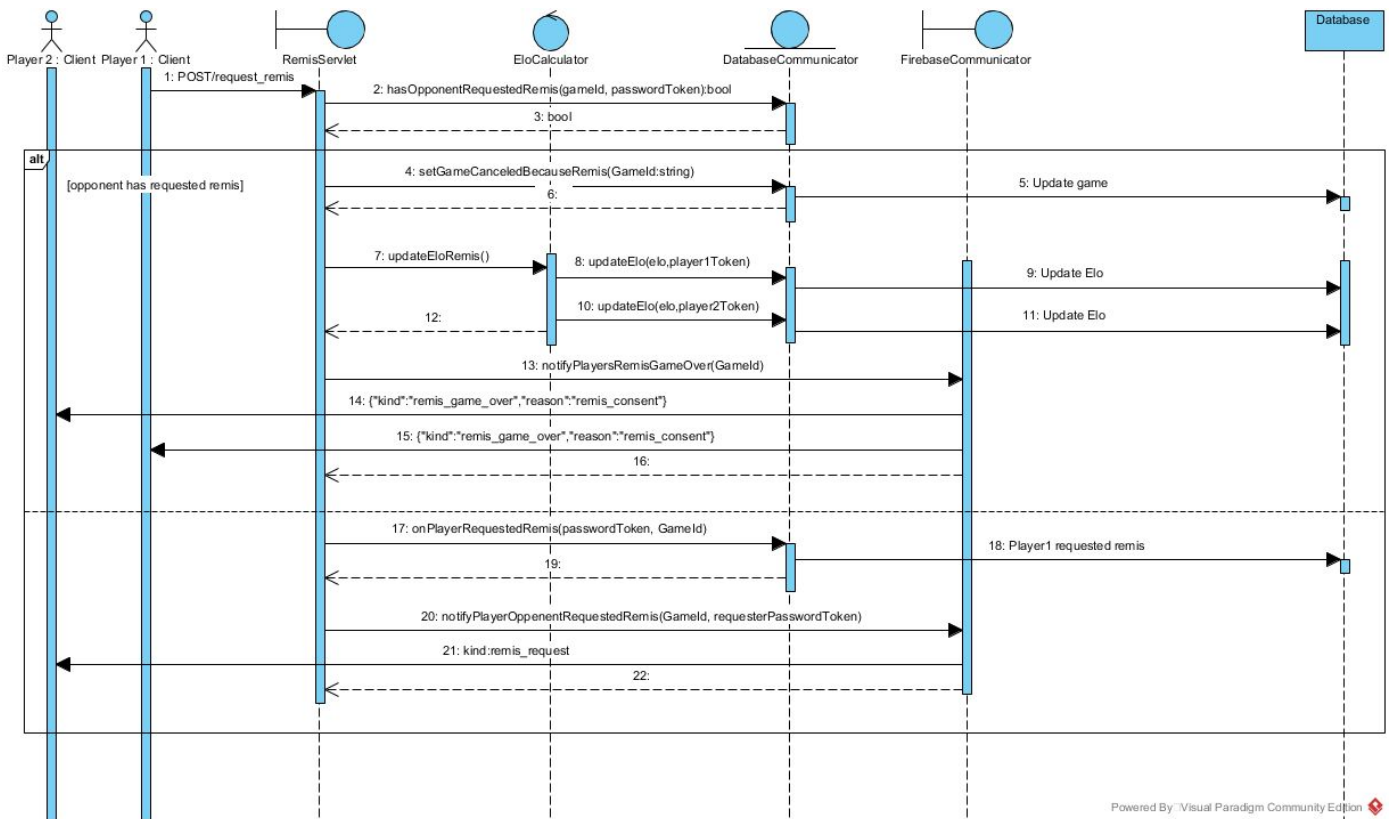 Player 2 : Client
Player 1 : Client
RemisServlet
EloCalculator
DatabaseCommunicator
FirebaseCommunicator
Database
1: POST/request_remis
2: hasOpponentRequestedRemis(gameId, passwordToken):bool
3: bool
alt
[opponent has requested remis]
4: setGameCanceledBecauseRemis(GameId:string)
5: Update game
6:
7: updateEloRemis()
8: updateElo(elo,player1Token)
9: Update Elo
10: updateElo(elo,player2Token)
11: Update Elo
12:
13: notifyPlayersRemisGameOver(GameId)
14: {"kind":"remis_game_over","reason":"remis_consent"}
15: {"kind":"remis_game_over","reason":"remis_consent"}
16:
17: onPlayerRequestedRemis(passwordToken, GameId)
18: Player1 requested remis
19:
20: notifyPlayerOppenentRequestedRemis(GameId, requesterPasswordToken)
21: kind:remis_request
22:
Powered By Visual Paradigm Community Edition